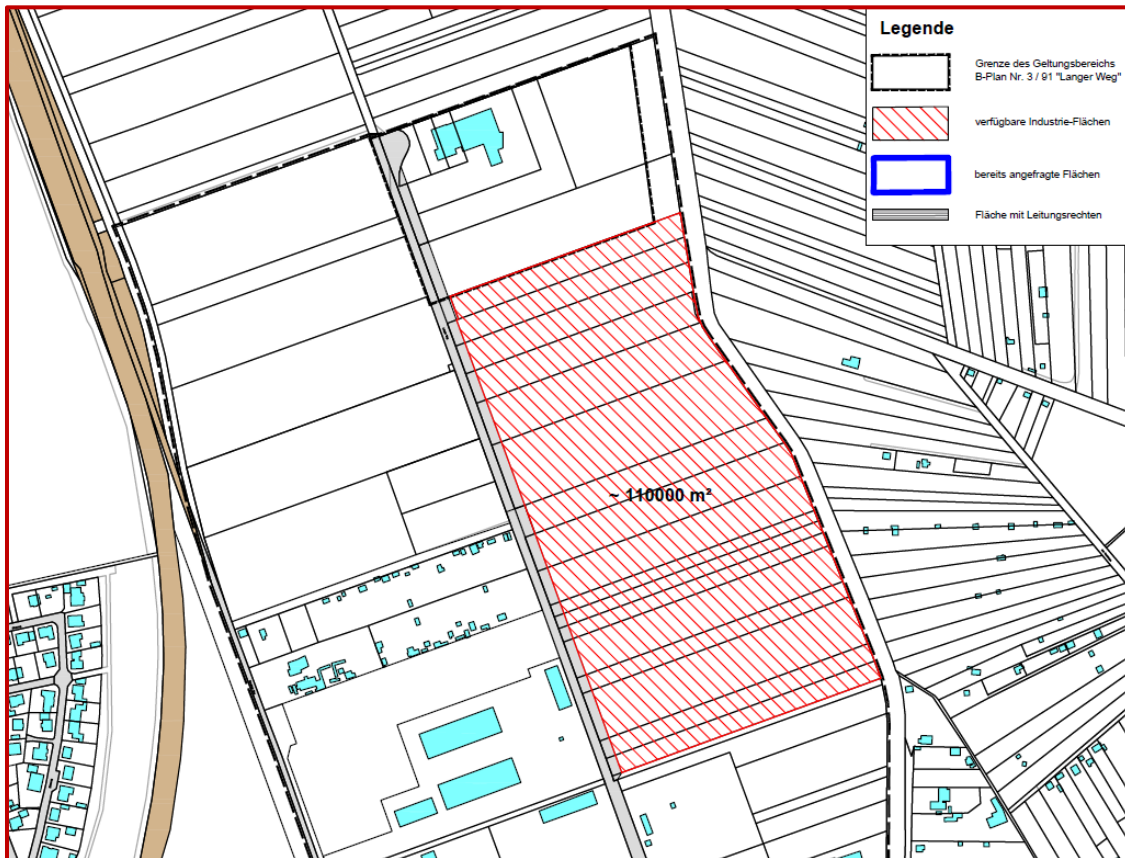 Legende
Grenze des Geltungsbereichs
B-Plan Nr. 3 / 91 "Langer Weg"
verfügbare Industrie-Flächen
bereits angefragte Flächen
Fläche mit Leitungsrechten
~ 110000 m²